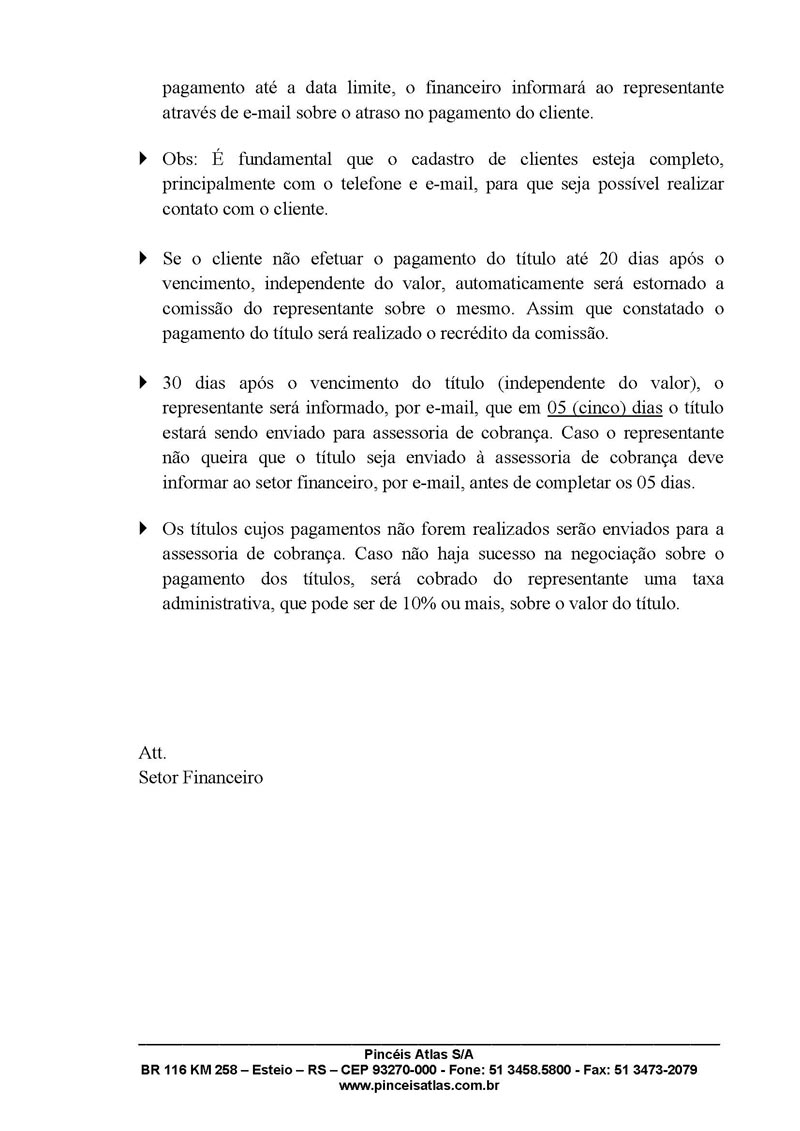 pagamento até a data limite, o financeiro informará ao representante
através de e-mail sobre o atraso no pagamento do cliente.
Obs: É fundamental que o cadastro de clientes esteja completo,
principalmente com o telefone e e-mail, para que seja possível realizar
contato com o cliente.
Se o cliente não efetuar o pagamento do título até 20 dias após o
vencimento, independente do valor, automaticamente será estornado a
comissão do representante sobre o mesmo. Assim que constatado o
pagamento do título será realizado o recrédito da comissão.
30 dias após o vencimento do título (independente do valor), o
representante será informado, por e-mail, que em 05 (cinco) dias o título
estará sendo enviado para assessoria de cobrança. Caso o representante
não queira que o título seja enviado à assessoria de cobrança deve
informar ao setor financeiro, por e-mail, antes de completar os 05 dias.
Os títulos cujos pagamentos não forem realizados serão enviados para a
assessoria de cobrança. Caso não haja sucesso na negociação sobre o
pagamento dos títulos, será cobrado do representante uma taxa
administrativa, que pode ser de 10% ou mais, sobre o valor do título.
Att.
Setor Financeiro
Pincéis Atlas S/A
BR 116 KM 258 – Esteio – RS – CEP 93270-000 - Fone: 51 3458.5800 - Fax: 51 3473-2079
www.pinceisatlas.com.br